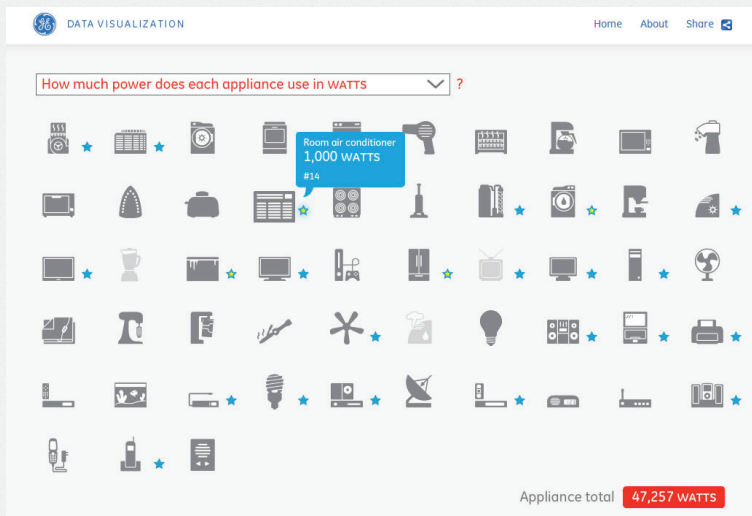 DATA VISUALIZATION
Home About Share
How much power does each appliance use in WATTS ?
Room air conditioner
1,000 WATTS
#14
Appliance total 47,257 WATTS